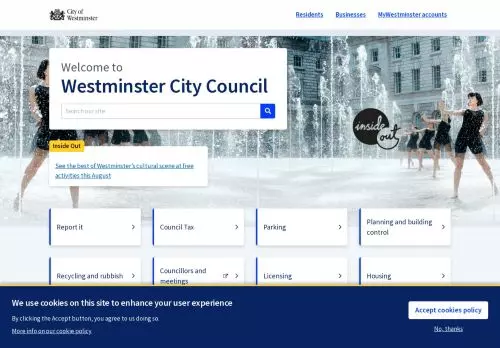 City of
Westminster
Residents
Businesses
MyWestminster accounts
Welcome to
Westminster City Council
Search our site
inside
out
Inside Out
See the best of Westminster's cultural scene at free
activities this August
Report it
Council Tax
Parking
Planning and building
control
Recycling and rubbish
Councillors and
meetings
Licensing
Housing
We use cookies on this site to enhance your user experience
By clicking the Accept button, you agree to us doing so.
More info on our cookie policy.
Accept cookies policy
No, thanks